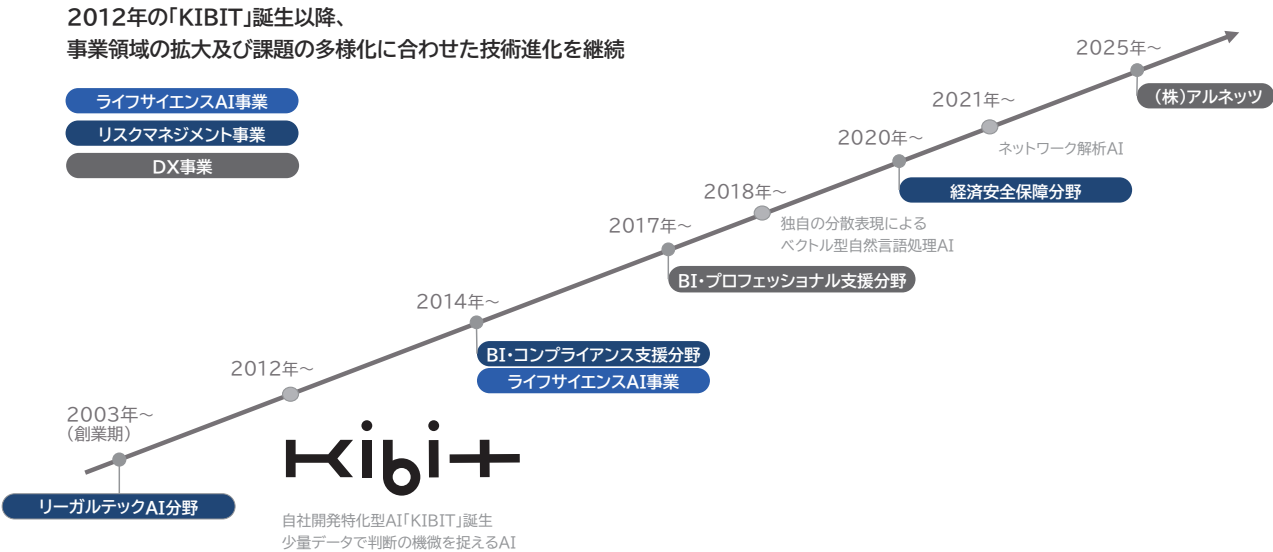 2012年の「KIBIT」誕生以降、
事業領域の拡大及び課題の多様化に合わせた技術進化を継続
ライフサイエンスAI事業
リスクマネジメント事業
DX事業
2003年～
(創業期)
リーガルテックAI分野
2012年～
KibiT
自社開発特化型AI「KIBIT」誕生
少量データで判断の機微を捉えるAI
2014年～
BI・コンプライアンス支援分野
ライフサイエンスAI事業
2017年～
BI・プロフェッショナル支援分野
2018年～
独自の分散表現による
ベクトル型自然言語処理AI
2020年～
経済安全保障分野
2021年～
ネットワーク解析AI
2025年～
(株)アルネッツ